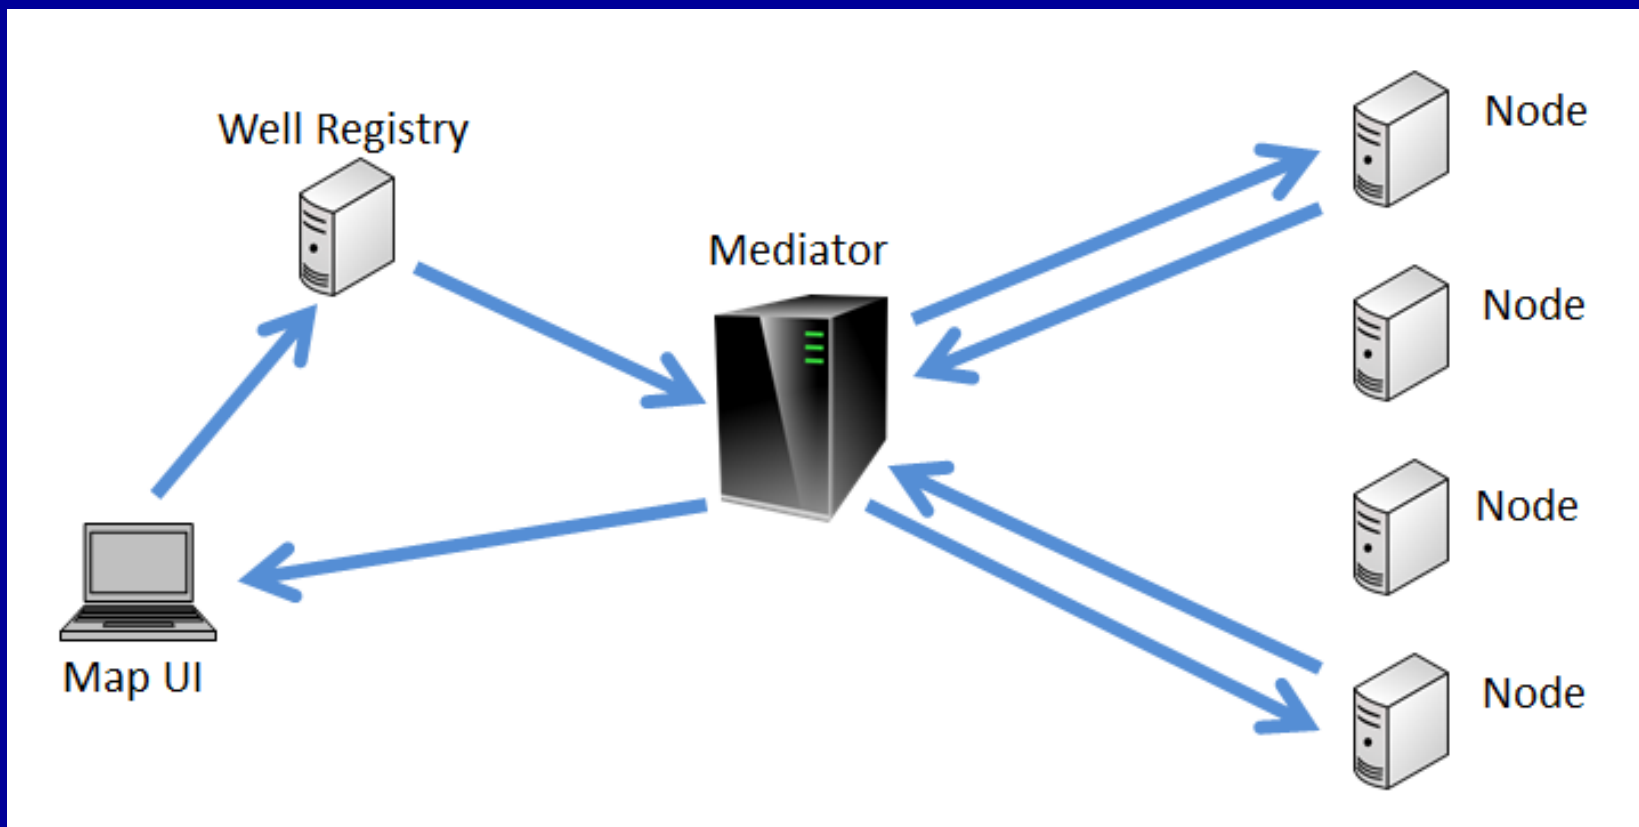 Well Registry
Mediator
Map UI
Node
Node
Node
Node